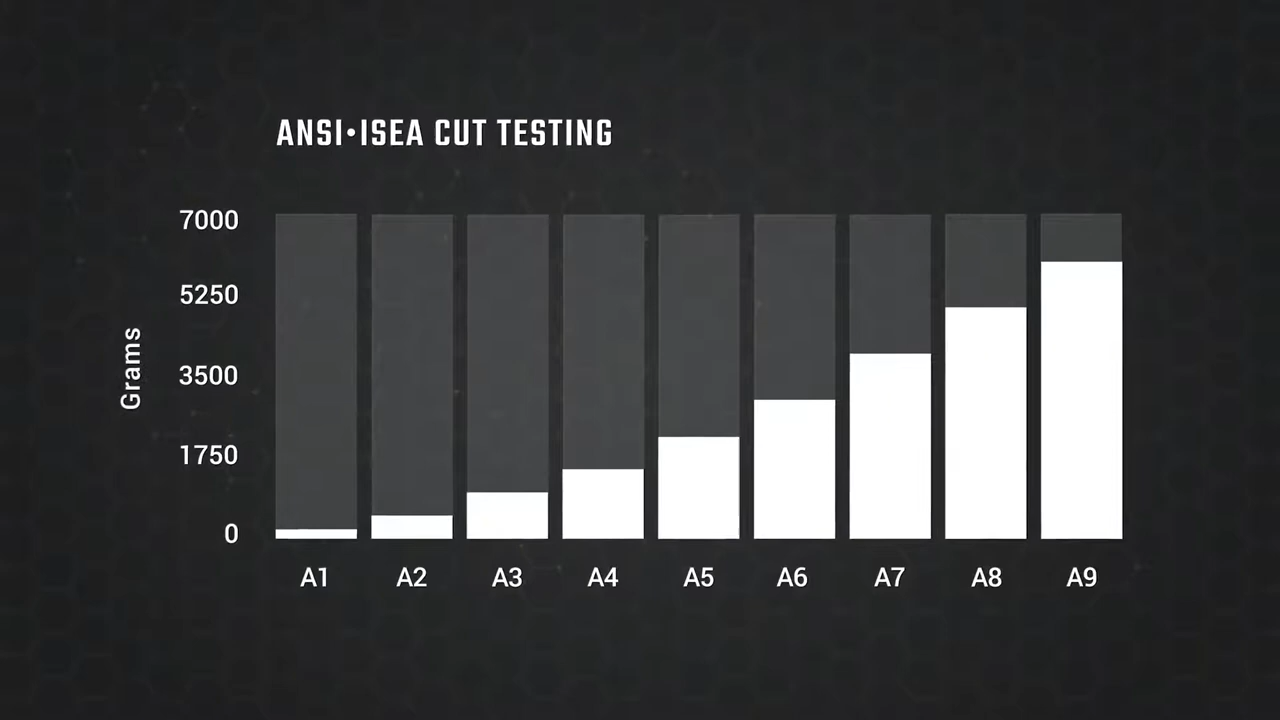 ANSI•ISEA CUT TESTING
7000
5250
3500
1750
0
Grams
A1 A2 A3 A4 A5 A6 A7 A8 A9